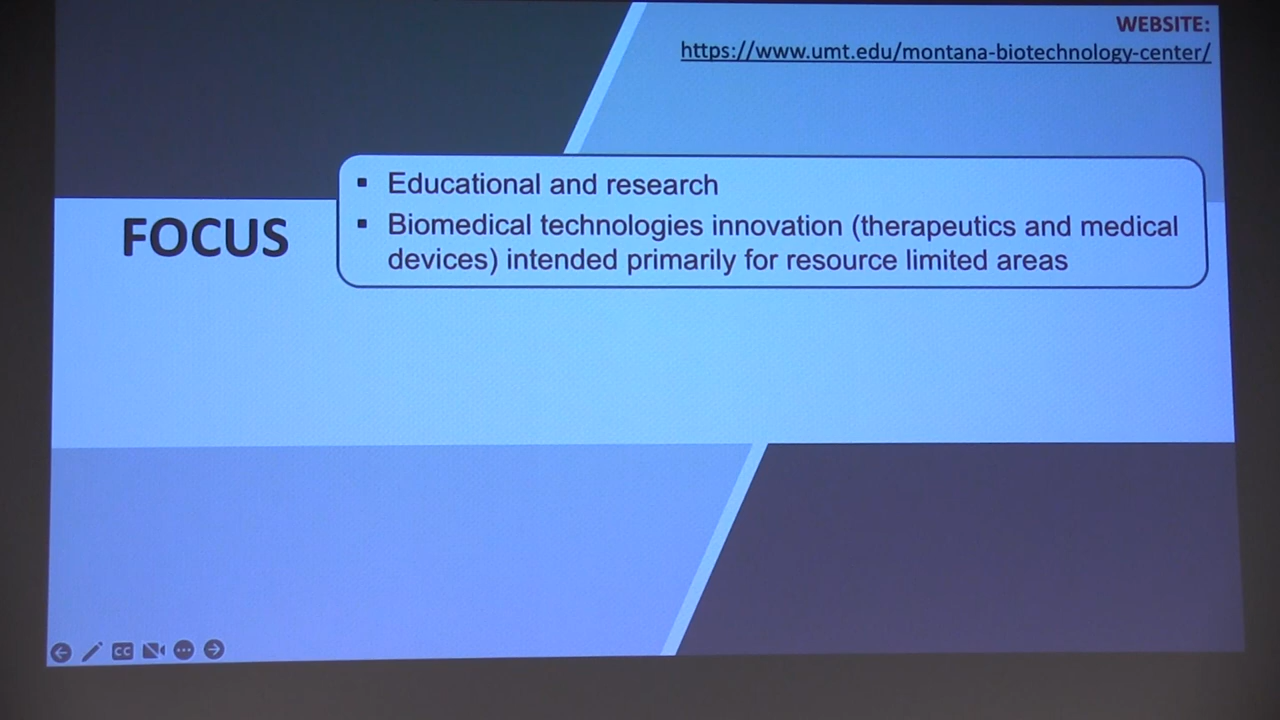 WEBSITE:
https://www.umt.edu/montana-biotechnology-center/
FOCUS
▪ Educational and research
▪ Biomedical technologies innovation (therapeutics and medical
devices) intended primarily for resource limited areas
CC